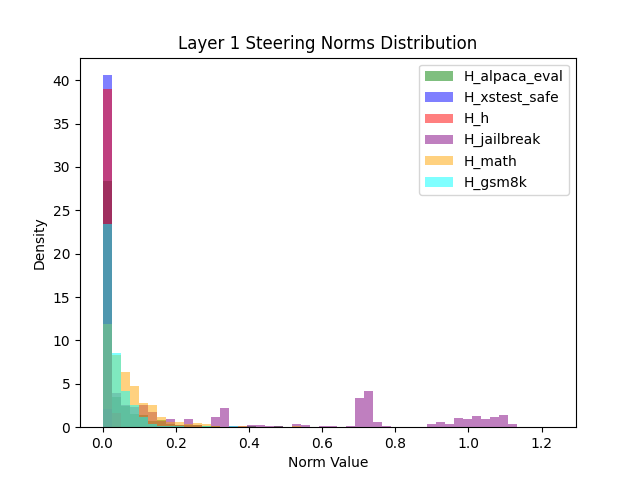 Layer 1 Steering Norms Distribution
H_alpaca_eval
H_xstest_safe
H_h
H_jailbreak
H_math
H_gsm8k
Density
40
35
30
25
20
15
10
5
0
0.0 0.2 0.4 0.6 0.8 1.0 1.2
Norm Value